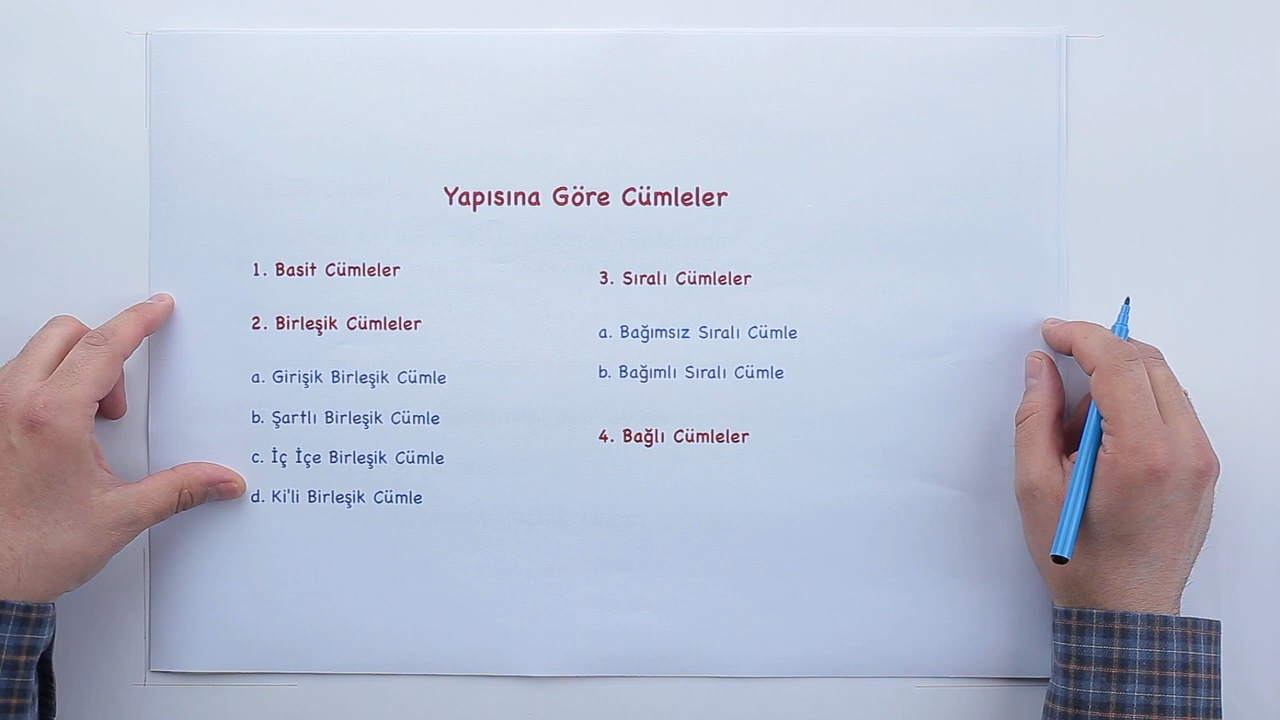 Yapısına Göre Cümleler
1. Basit Cümleler
2. Birleşik Cümleler
a. Girişik Birleşik Cümle
b. Şartlı Birleşik Cümle
c. İç İçe Birleşik Cümle
d. Ki'li Birleşik Cümle
3. Sıralı Cümleler
a. Bağımsız Sıralı Cümle
b. Bağımlı Sıralı Cümle
4. Bağlı Cümleler